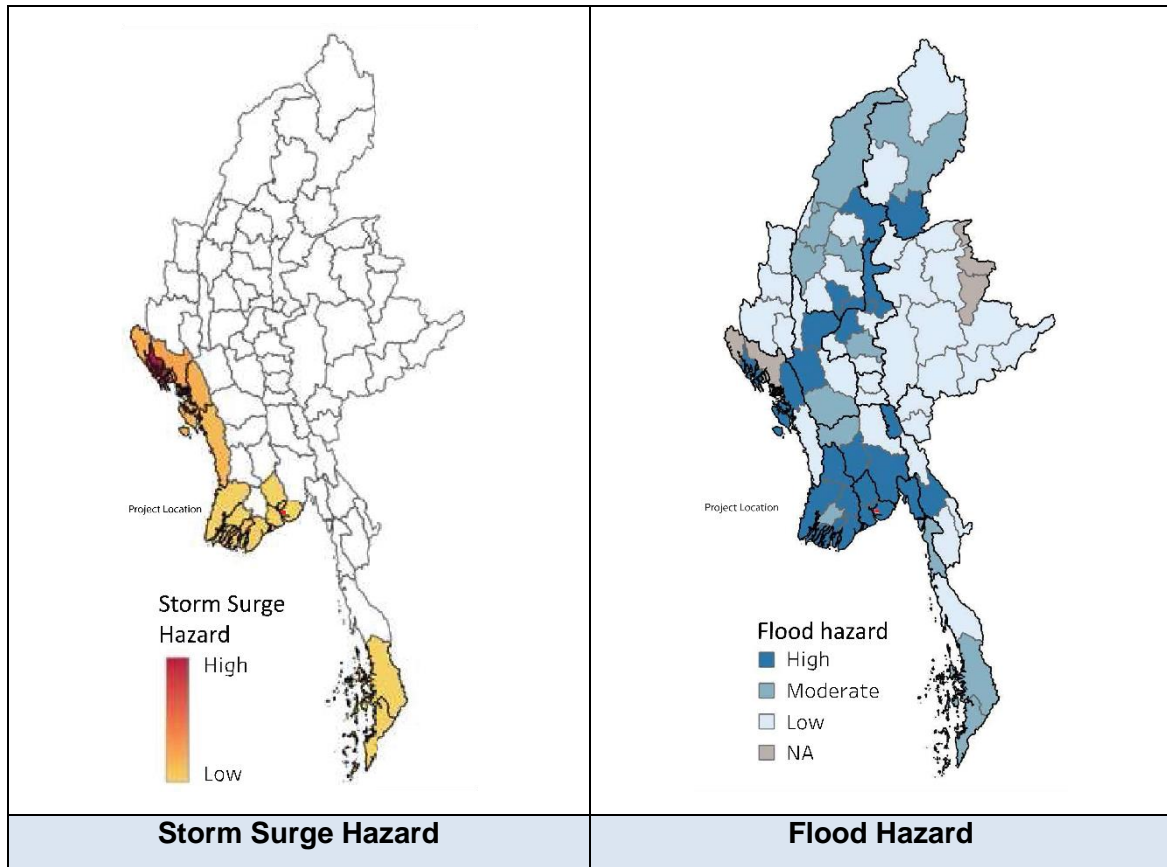 Project Location
Storm Surge
Hazard
High
Low
Storm Surge Hazard
Project Location
Flood hazard
High
Moderate
Low
NA
Flood Hazard